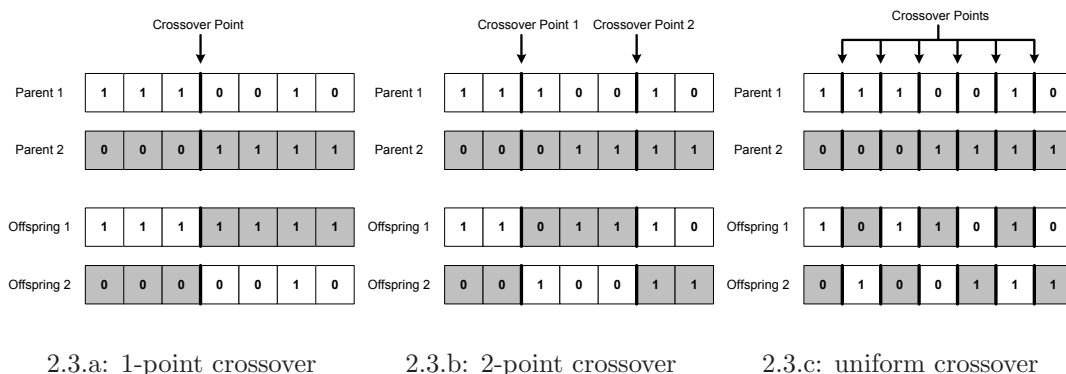 Crossover Point
Parent 1 1 1 1 0 0 1 0
Parent 2 0 0 0 1 1 1 1
Offspring 1 1 1 1 1 1 1 1
Offspring 2 0 0 0 0 0 1 0
2.3.a: 1-point crossover
Crossover Point 1 Crossover Point 2
Parent 1 1 1 1 0 0 1 0
Parent 2 0 0 0 1 1 1 1
Offspring 1 1 1 0 1 1 1 0
Offspring 2 0 0 1 0 0 1 1
2.3.b: 2-point crossover
Crossover Points
Parent 1 1 1 1 0 0 1 0
Parent 2 0 0 0 1 1 1 1
Offspring 1 1 0 1 1 0 1 0
Offspring 2 0 1 0 0 1 1 1
2.3.c: uniform crossover